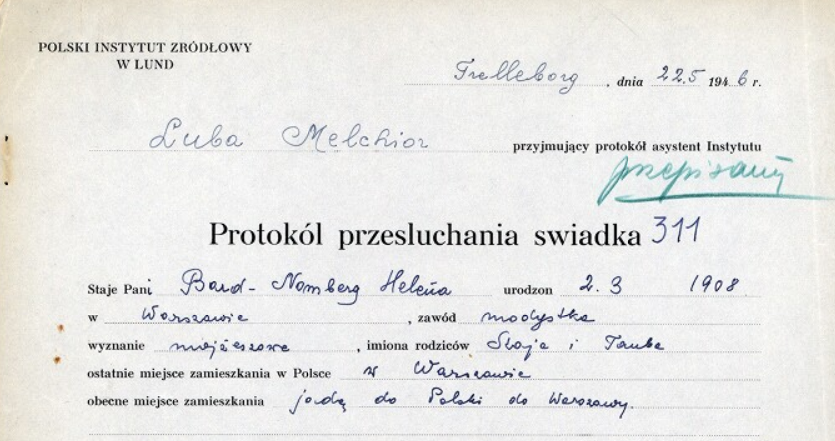 POLSKI INSTYTUT ZRÓDŁOWY
W LUND
Trelleborg, dnia 22.5 1946 r.
Luba Melchior przyjmujący protokół asystent Instytutu
przepisany
Protokół przesluchania swiadka 311
Staje Pani Bard-Nomberg Helena urodzon 2. 3 1908
w Warszawie, zawód modystka
wyznanie mojżeszowe, imiona rodziców i Tauba
ostatnie miejsce zamieszkania w Polsce w Warszawie
obecne miejsce zamieszkania jadę do Polski do Warszawy.